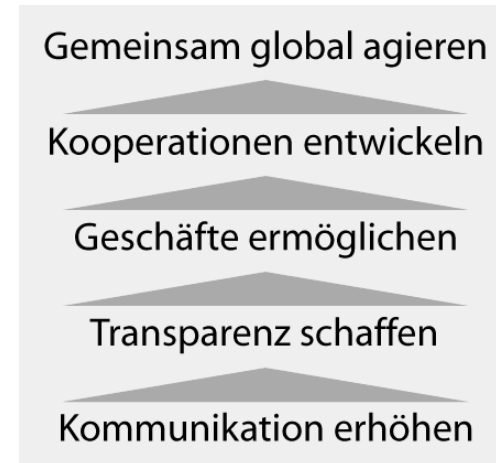 Gemeinsam global agieren
Kooperationen entwickeln
Geschäfte ermöglichen
Transparenz schaffen
Kommunikation erhöhen